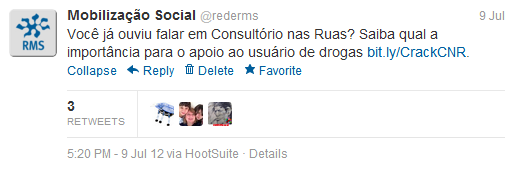 Mobilização Social @rederms 9 Jul
RMS
Você já ouviu falar em Consultório nas Ruas? Saiba qual a
importância para o apoio ao usuário de drogas bit.ly/CrackCNR.
Collapse Reply Delete Favorite
3
RETWEETS
5:20 PM - 9 Jul 12 via HootSuite · Details